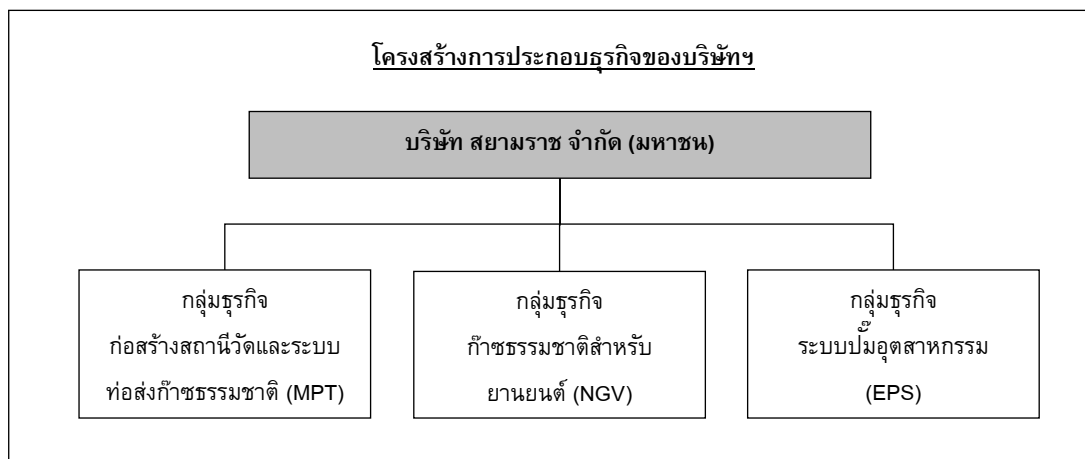 โครงสร้างการประกอบธุรกิจของบริษัทฯ
บริษัท สยามราช จำกัด (มหาชน)
กลุ่มธุรกิจ
ก่อสร้างสถานีวัดและระบบ
ท่อส่งก๊าซธรรมชาติ (MPT)
กลุ่มธุรกิจ
ก๊าซธรรมชาติสำหรับ
ยานยนต์ (NGV)
กลุ่มธุรกิจ
ระบบปั๊มอุตสาหกรรม
(EPS)